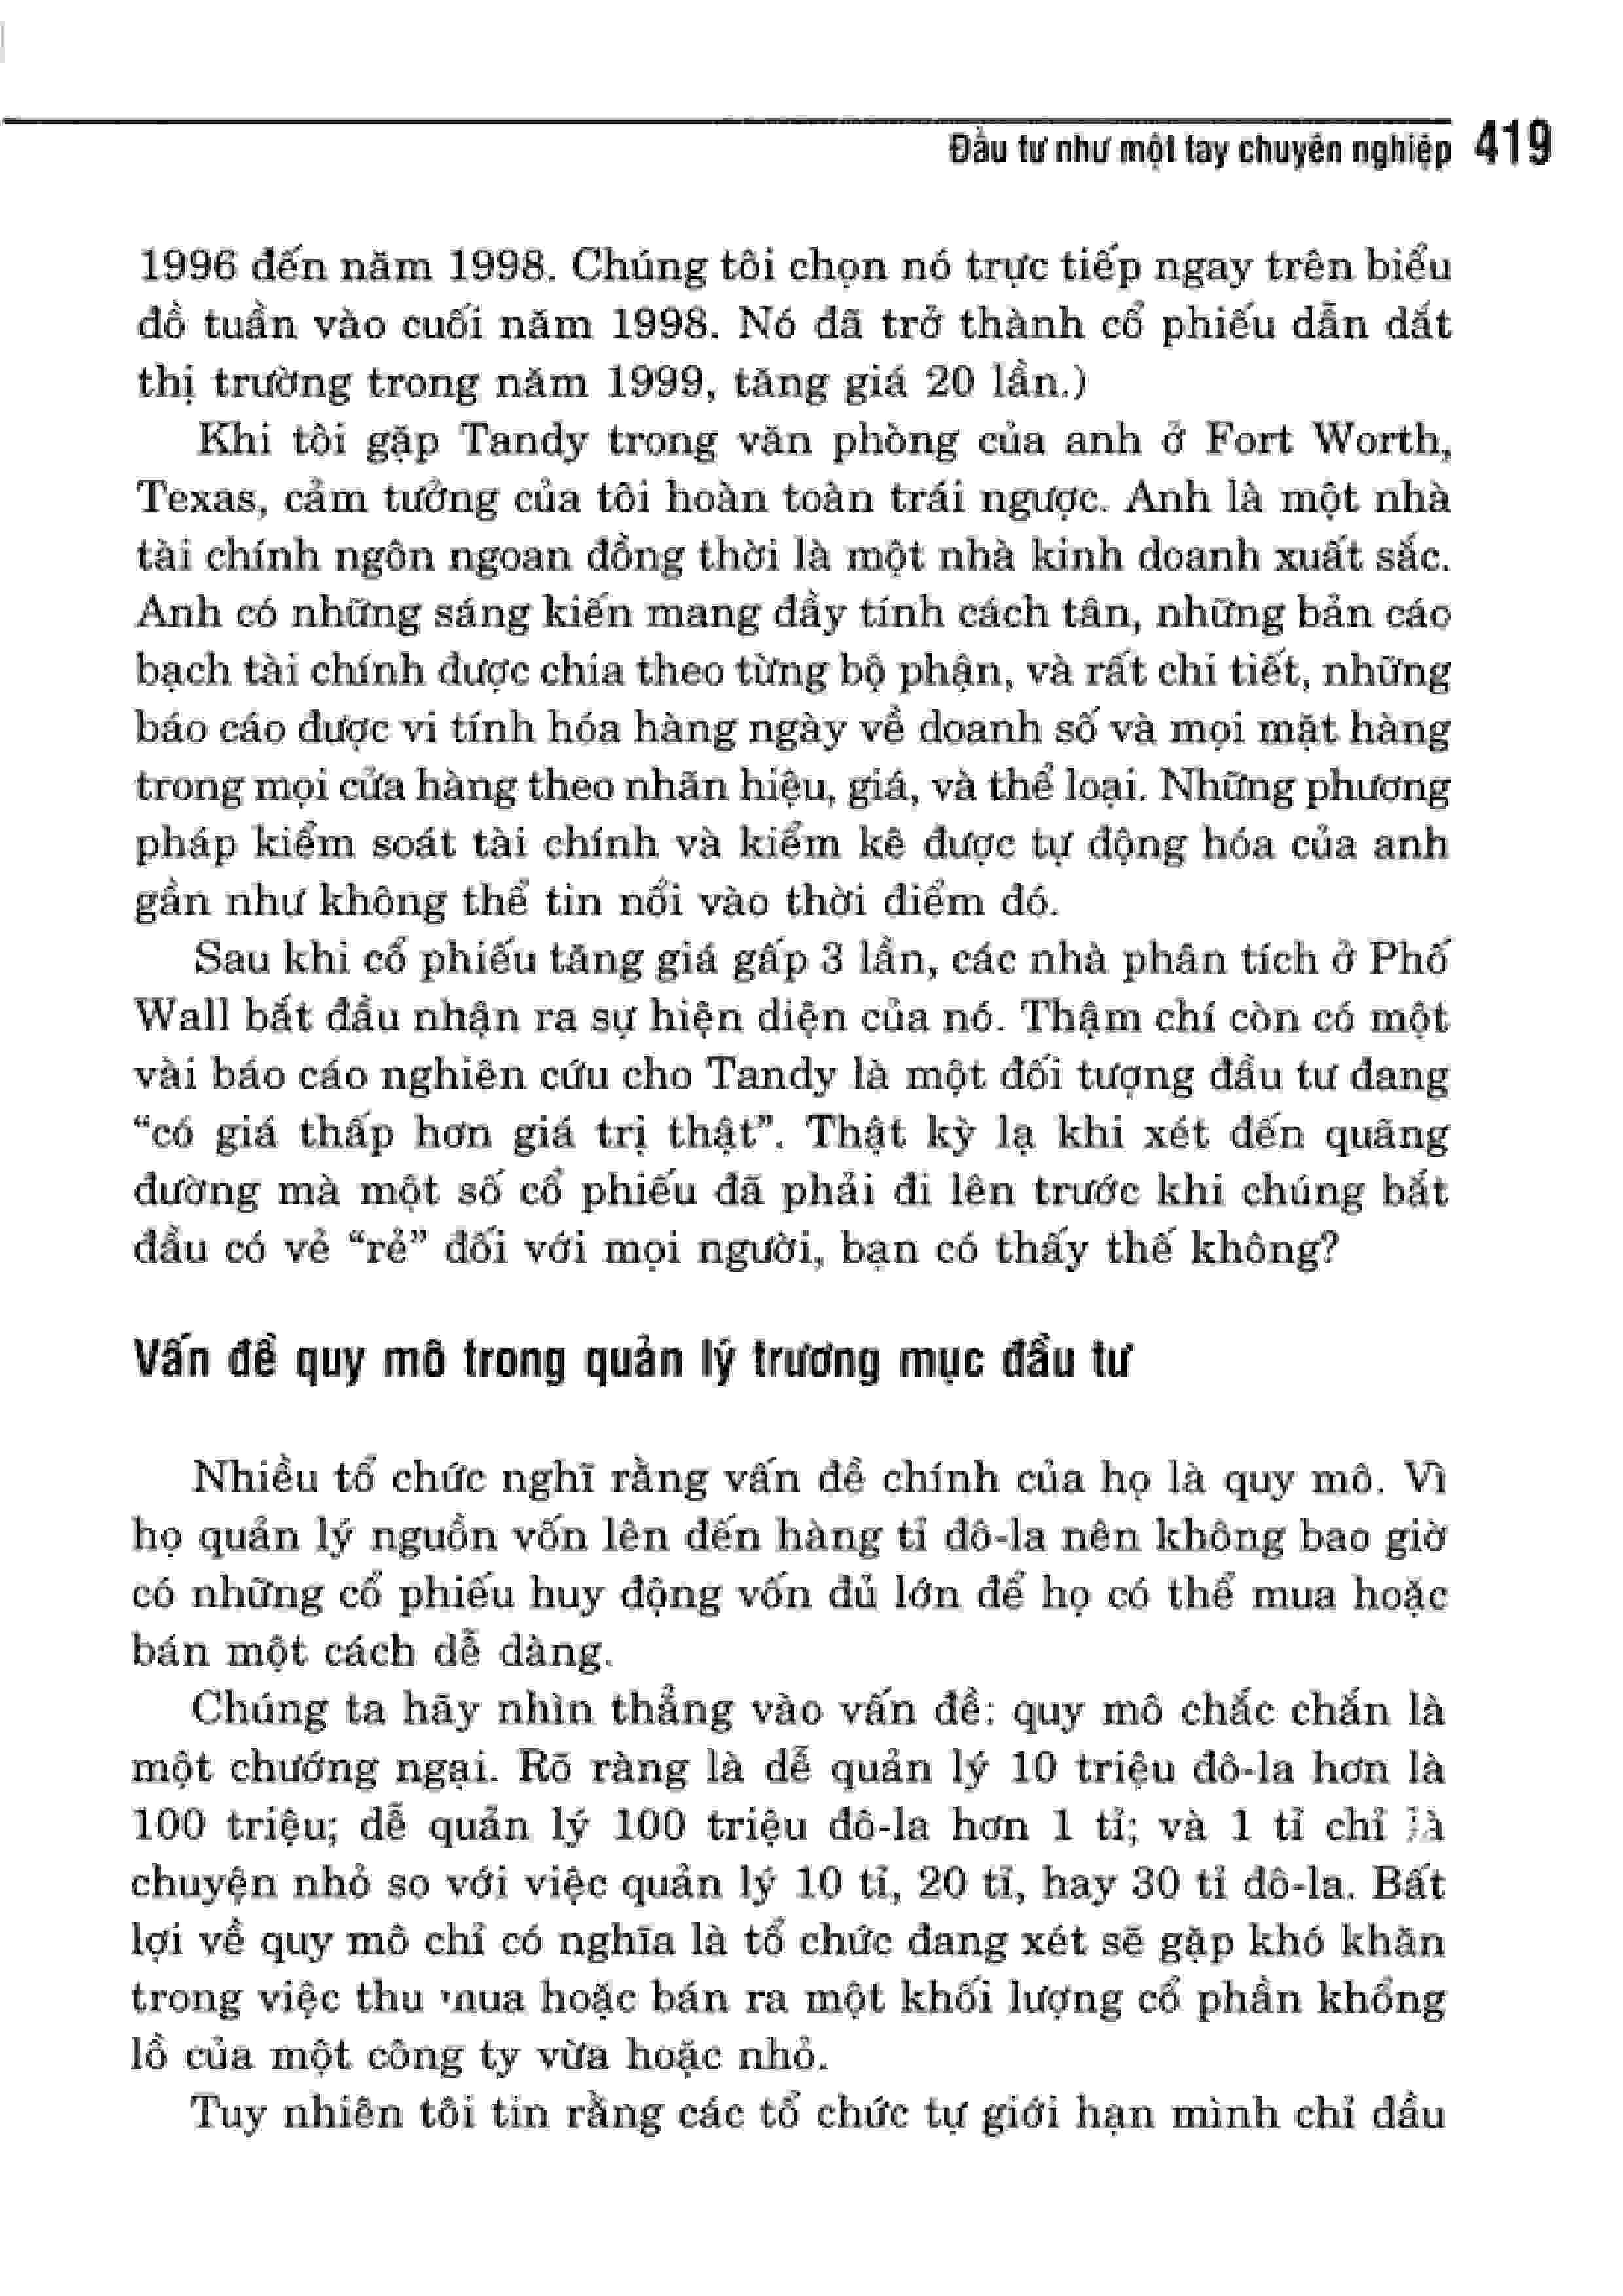 Đầu tư như một tay chuyên nghiệp 419
1996 đến năm 1998. Chúng tôi chọn nó trực tiếp ngay trên biểu
đồ tuần vào cuối năm 1998. Nó đã trở thành cổ phiếu dẫn dắt
thị trường trong năm 1999, tăng giá 20 lần.)
Khi tôi gặp Tandy trong văn phòng của anh ở Fort Worth,
Texas, cảm tưởng của tôi hoàn toàn trái ngược. Anh là một nhà
tài chính ngôn ngoan đồng thời là một nhà kinh doanh xuất sắc.
Anh có những sáng kiến mang đầy tính cách tân, những bản cáo
bạch tài chính được chia theo từng bộ phận, và rất chi tiết, những
báo cáo được vi tính hóa hàng ngày về doanh số và mọi mặt hàng
trong mọi cửa hàng theo nhãn hiệu, giá, và thể loại. Những phương
pháp kiểm soát tài chính và kiểm kê được tự động hóa của anh
gần như không thể tin nổi vào thời điểm đó.
Sau khi cổ phiếu tăng giá gấp 3 lần, các nhà phân tích ở Phố
Wall bắt đầu nhận ra sự hiện diện của nó. Thậm chí còn có một
vài báo cáo nghiên cứu cho Tandy là một đối tượng đầu tư đang
“có giá thấp hơn giá trị thật”. Thật kỳ lạ khi xét đến quãng
đường mà một số cổ phiếu đã phải đi lên trước khi chúng bắt
đầu có vẻ “rẻ” đối với mọi người, bạn có thấy thế không?
Vấn đề quy mô trong quản lý trương mục đầu tư
Nhiều tổ chức nghĩ rằng vấn đề chính của họ là quy mô. Vì
họ quản lý nguồn vốn lên đến hàng tỉ đô-la nên không bao giờ
có những cổ phiếu huy động vốn đủ lớn để họ có thể mua hoặc
bán một cách dễ dàng.
Chúng ta hãy nhìn thẳng vào vấn đề: quy mô chắc chắn là
một chướng ngại. Rõ ràng là dễ quản lý 10 triệu đô-la hơn là
100 triệu; dễ quản lý 100 triệu đô-la hơn 1 tỉ; và 1 tỉ chỉ là
chuyện nhỏ so với việc quản lý 10 tỉ, 20 tỉ, hay 30 tỉ đô-la. Bất
lợi về quy mô chỉ có nghĩa là tổ chức đang xét sẽ gặp khó khăn
trong việc thu mua hoặc bán ra một khối lượng cổ phần khổng
lồ của một công ty vừa hoặc nhỏ.
Tuy nhiên tôi tin rằng các tổ chức tự giới hạn mình chỉ đầu